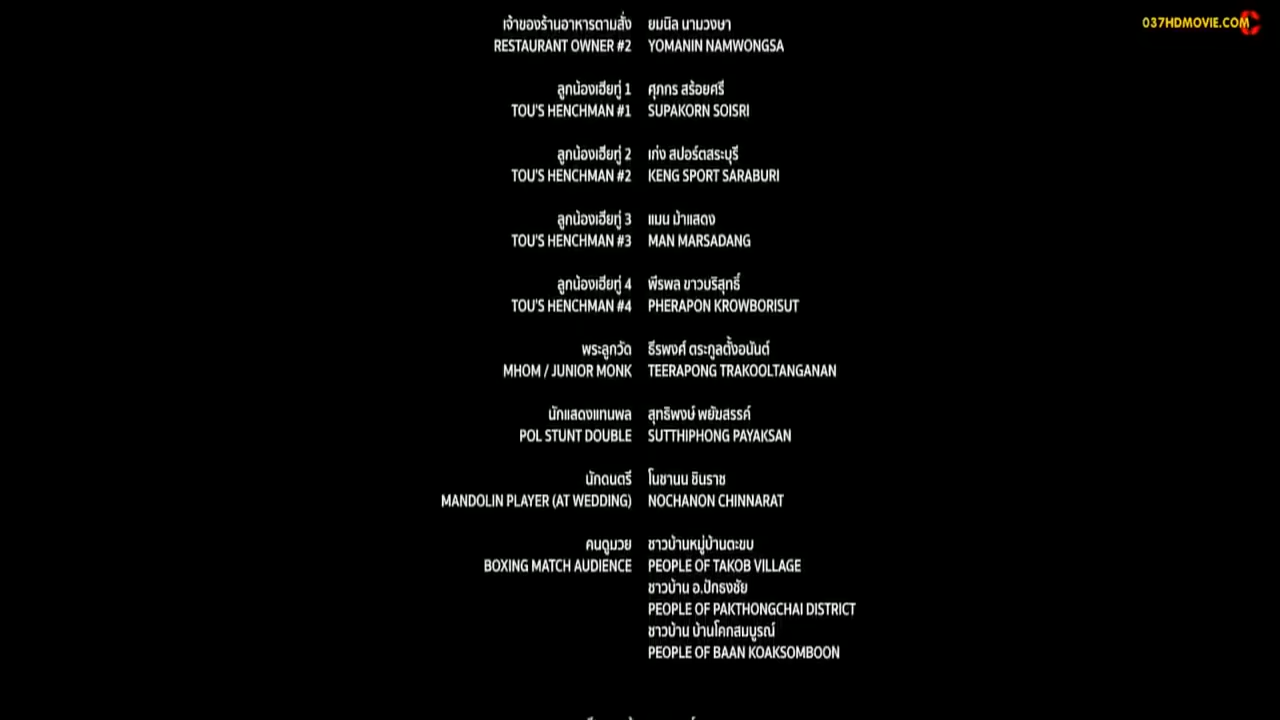 037HDMOVIE.COM
เจ้าของร้านอาหารตามสั่ง ยมนิล นามวงษา
RESTAURANT OWNER #2 YOMANIN NAMWONGSA
ลูกน้องเฮียทู่ 1 ศุภกร สร้อยศรี
TOU'S HENCHMAN #1 SUPAKORN SOISRI
ลูกน้องเฮียทู่ 2 เก่ง สปอร์ตสระบุรี
TOU'S HENCHMAN #2 KENG SPORT SARABURI
ลูกน้องเฮียทู่ 3 แมน ม้าแสดง
TOU'S HENCHMAN #3 MAN MARSADANG
ลูกน้องเฮียทู่ 4 พีรพล ขาวบริสุทธิ์
TOU'S HENCHMAN #4 PHERAPON KROWBORISUT
พระลูกวัด ธีรพงศ์ ตระกูลตั้งอนันต์
MHOM / JUNIOR MONK TEERAPONG TRAKOOLTANGANAN
นักแสดงแทนพล สุทธิพงษ์ พยัฆสรรค์
POL STUNT DOUBLE SUTTHIPHONG PAYAKSAN
นักดนตรี โนชานน ชินราช
MANDOLIN PLAYER (AT WEDDING) NOCHANON CHINNARAT
คนดูมวย ชาวบ้านหมู่บ้านตะขบ
BOXING MATCH AUDIENCE PEOPLE OF TAKOB VILLAGE
ชาวบ้าน อ.ปักธงชัย
PEOPLE OF PAKTHONGCHAI DISTRICT
ชาวบ้าน บ้านโคกสมบูรณ์
PEOPLE OF BAAN KOAKSOMBOON